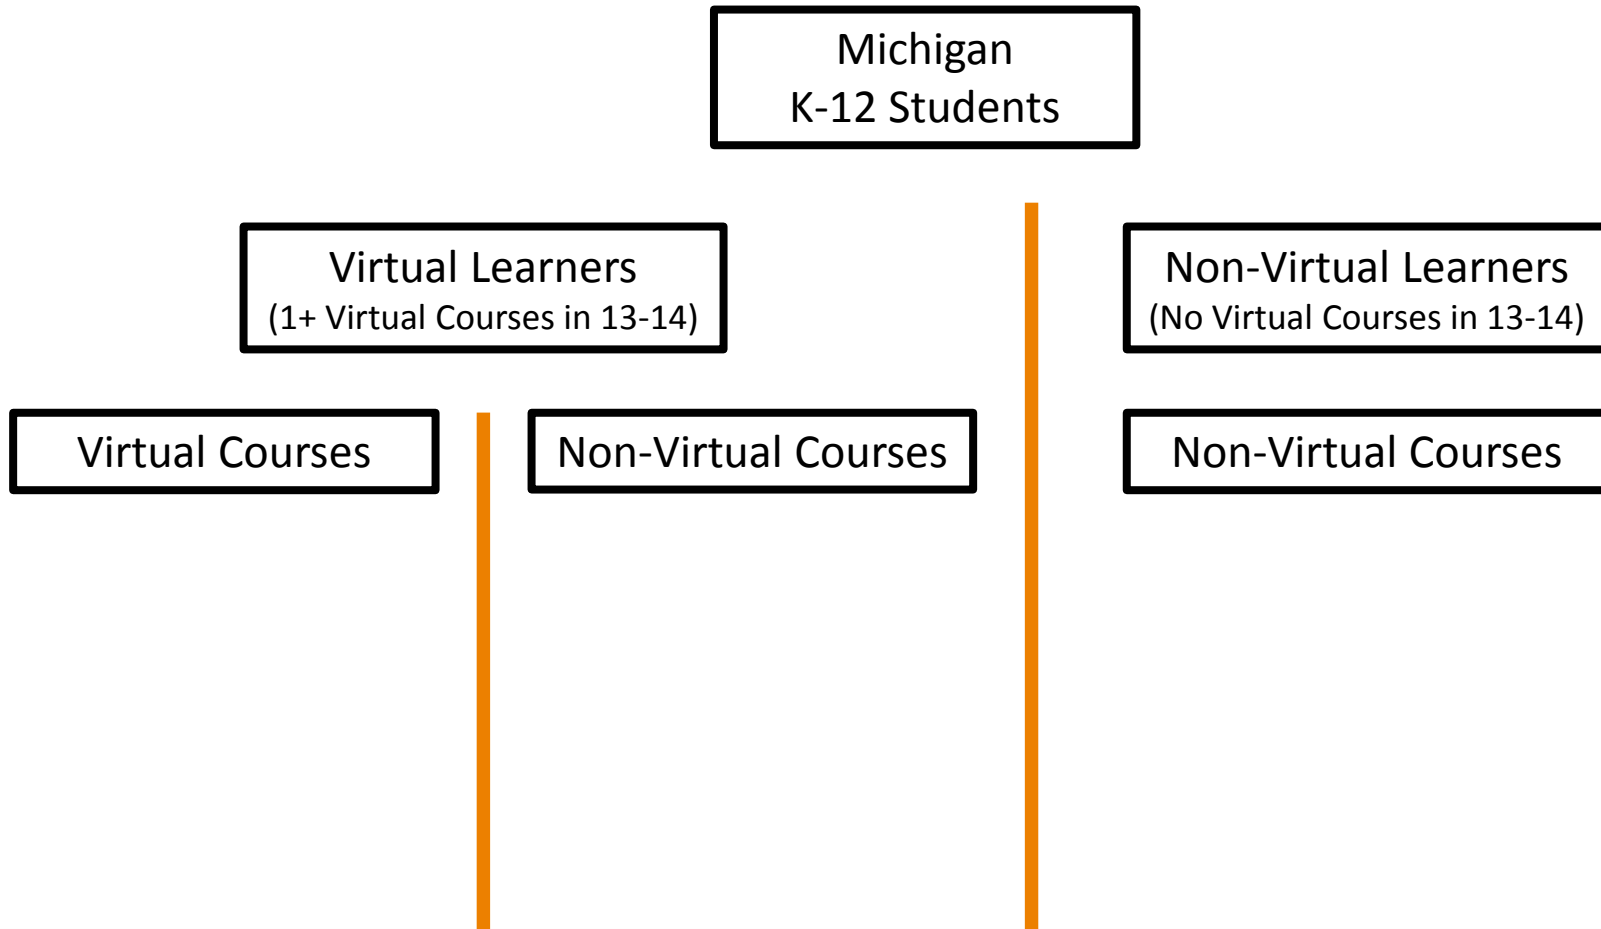 Michigan
K-12 Students
Virtual Learners
(1+ Virtual Courses in 13-14)
Non-Virtual Learners
(No Virtual Courses in 13-14)
Virtual Courses
Non-Virtual Courses
Non-Virtual Courses